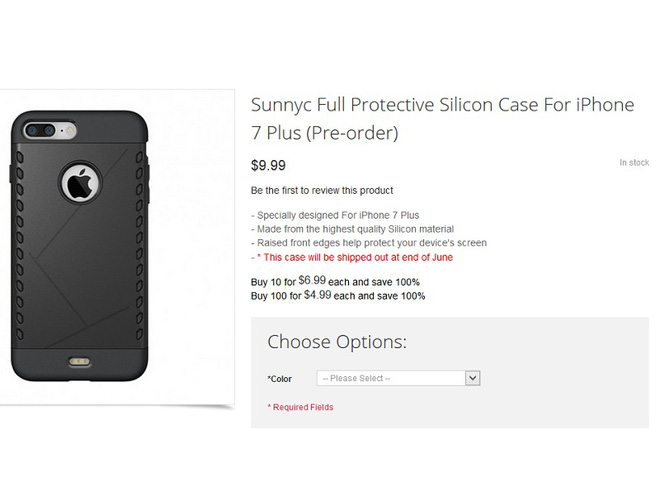 Sunnyc Full Protective Silicon Case For iPhone
7 Plus (Pre-order)
$9.99
In stock
Be the first to review this product
- Specially designed For iPhone 7 Plus
- Made from the highest quality Silicon material
- Raised front edges help protect your device's screen
- * This case will be shipped out at end of June
Buy 10 for $6.99 each and save 100%
Buy 100 for $4.99 each and save 100%
Choose Options:
*Color
-- Please Select --
* Required Fields